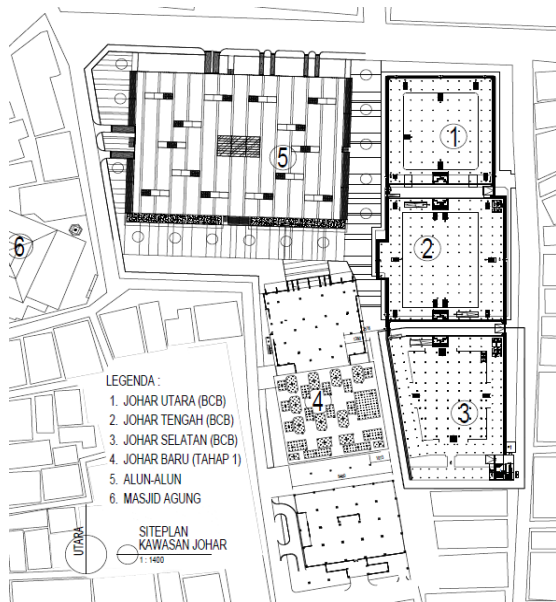 1
5
2
6
LEGENDA :
1. JOHAR UTARA (BCB)
2. JOHAR TENGAH (BCB)
3. JOHAR SELATAN (BCB)
4. JOHAR BARU (TAHAP 1)
5. ALUN-ALUN
6. MASJID AGUNG
4
3
UTARA
SITEPLAN
KAWASAN JOHAR
1 : 1400